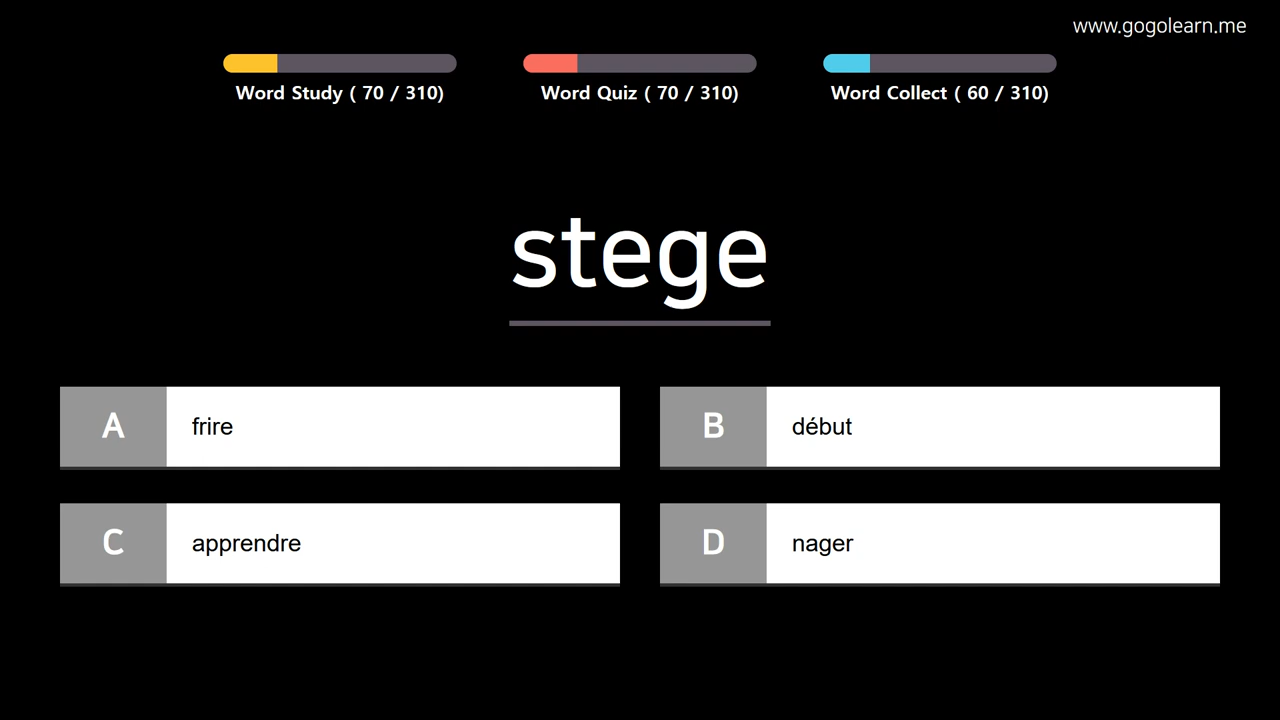 www.gogolearn.me
Word Study ( 70 / 310)
Word Quiz ( 70 / 310)
Word Collect ( 60 / 310)
stege
A frire
B début
C apprendre
D nager